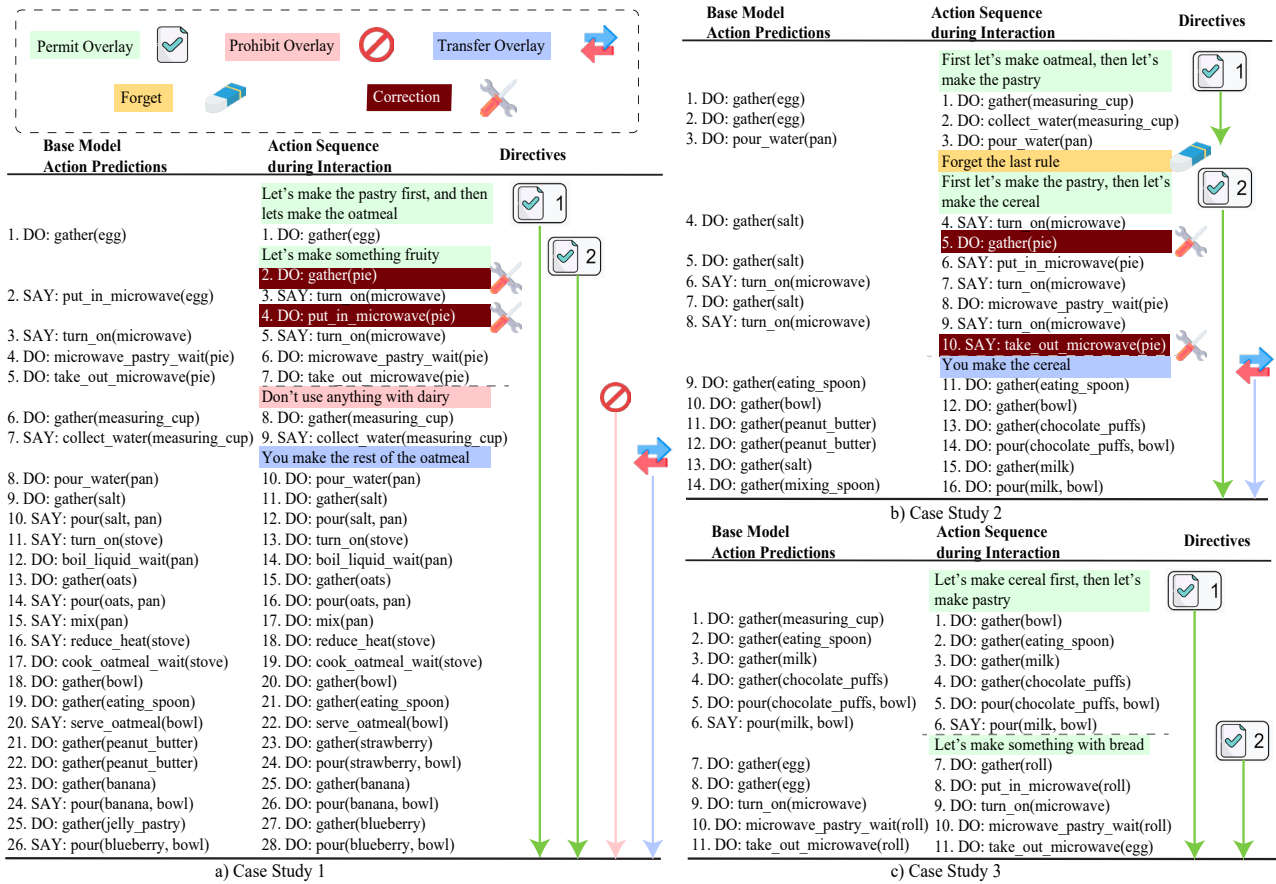 Permit Overlay
Prohibit Overlay
Transfer Overlay
Forget
Correction
Base Model
Action Predictions
Action Sequence
during Interaction
Directives
Let's make the pastry first, and then
lets make the oatmeal
1
1. DO: gather(egg)
1. DO: gather(egg)
Let's make something fruity
2
2. DO: gather(pie)
2. SAY: put_in_microwave(egg)
3. SAY: turn_on(microwave)
4. DO: put_in_microwave(pie)
3. SAY: turn_on(microwave)
5. SAY: turn_on(microwave)
4. DO: microwave_pastry_wait(pie)
6. DO: microwave_pastry_wait(pie)
5. DO: take_out_microwave(pie)
7. DO: take_out_microwave(pie)
Don't use anything with dairy
6. DO: gather(measuring_cup)
8. DO: gather(measuring_cup)
7. SAY: collect_water(measuring_cup)
9. SAY: collect_water(measuring_cup)
You make the rest of the oatmeal
8. DO: pour_water(pan)
10. DO: pour_water(pan)
9. DO: gather(salt)
11. DO: gather(salt)
10. SAY: pour(salt, pan)
12. DO: pour(salt, pan)
11. SAY: turn_on(stove)
13. DO: turn_on(stove)
12. DO: boil_liquid_wait(pan)
14. DO: boil_liquid_wait(pan)
13. DO: gather(oats)
15. DO: gather(oats)
14. SAY: pour(oats, pan)
16. DO: pour(oats, pan)
15. SAY: mix(pan)
17. DO: mix(pan)
16. SAY: reduce_heat(stove)
18. DO: reduce_heat(stove)
17. DO: cook_oatmeal_wait(stove)
19. DO: cook_oatmeal_wait(stove)
18. DO: gather(bowl)
20. DO: gather(bowl)
19. DO: gather(eating_spoon)
21. DO: gather(eating_spoon)
20. SAY: serve_oatmeal(bowl)
22. DO: serve_oatmeal(bowl)
21. DO: gather(peanut_butter)
23. DO: gather(strawberry)
22. DO: gather(peanut_butter)
24. DO: pour(strawberry, bowl)
23. DO: gather(banana)
25. DO: gather(banana)
24. SAY: pour(banana, bowl)
26. DO: pour(banana, bowl)
25. DO: gather(jelly_pastry)
27. DO: gather(blueberry)
26. SAY: pour(blueberry, bowl)
28. DO: pour(blueberry, bowl)
a) Case Study 1
Base Model
Action Predictions
Action Sequence
during Interaction
Directives
First let's make oatmeal, then let's
make the pastry
1
1. DO: gather(egg)
1. DO: gather(measuring_cup)
2. DO: gather(egg)
2. DO: collect_water(measuring_cup)
3. DO: pour_water(pan)
3. DO: pour_water(pan)
Forget the last rule
First let's make the pastry, then let's
make the cereal
2
4. DO: gather(salt)
4. SAY: turn_on(microwave)
5. DO: gather(pie)
5. DO: gather(salt)
6. SAY: put_in_microwave(pie)
6. SAY: turn_on(microwave)
7. SAY: turn_on(microwave)
7. DO: gather(salt)
8. DO: microwave_pastry_wait(pie)
8. SAY: turn_on(microwave)
9. SAY: turn_on(microwave)
10. SAY: take_out_microwave(pie)
You make the cereal
9. DO: gather(eating_spoon)
11. DO: gather(eating_spoon)
10. DO: gather(bowl)
12. DO: gather(bowl)
11. DO: gather(peanut_butter)
13. DO: gather(chocolate_puffs)
12. DO: gather(peanut_butter)
14. DO: pour(chocolate_puffs, bowl)
13. DO: gather(salt)
15. DO: gather(milk)
14. DO: gather(mixing_spoon)
16. DO: pour(milk, bowl)
b) Case Study 2
Base Model
Action Predictions
Action Sequence
during Interaction
Directives
Let's make cereal first, then let's
make pastry
1
1. DO: gather(measuring_cup)
1. DO: gather(bowl)
2. DO: gather(eating_spoon)
2. DO: gather(eating_spoon)
3. DO: gather(milk)
3. DO: gather(milk)
4. DO: gather(chocolate_puffs)
4. DO: gather(chocolate_puffs)
5. DO: pour(chocolate_puffs, bowl)
5. DO: pour(chocolate_puffs, bowl)
6. SAY: pour(milk, bowl)
6. SAY: pour(milk, bowl)
Let's make something with bread
2
7. DO: gather(egg)
7. DO: gather(roll)
8. DO: gather(egg)
8. DO: put_in_microwave(roll)
9. DO: turn_on(microwave)
9. DO: turn_on(microwave)
10. DO: microwave_pastry_wait(roll)
10. DO: microwave_pastry_wait(roll)
11. DO: take_out_microwave(roll)
11. DO: take_out_microwave(egg)
c) Case Study 3